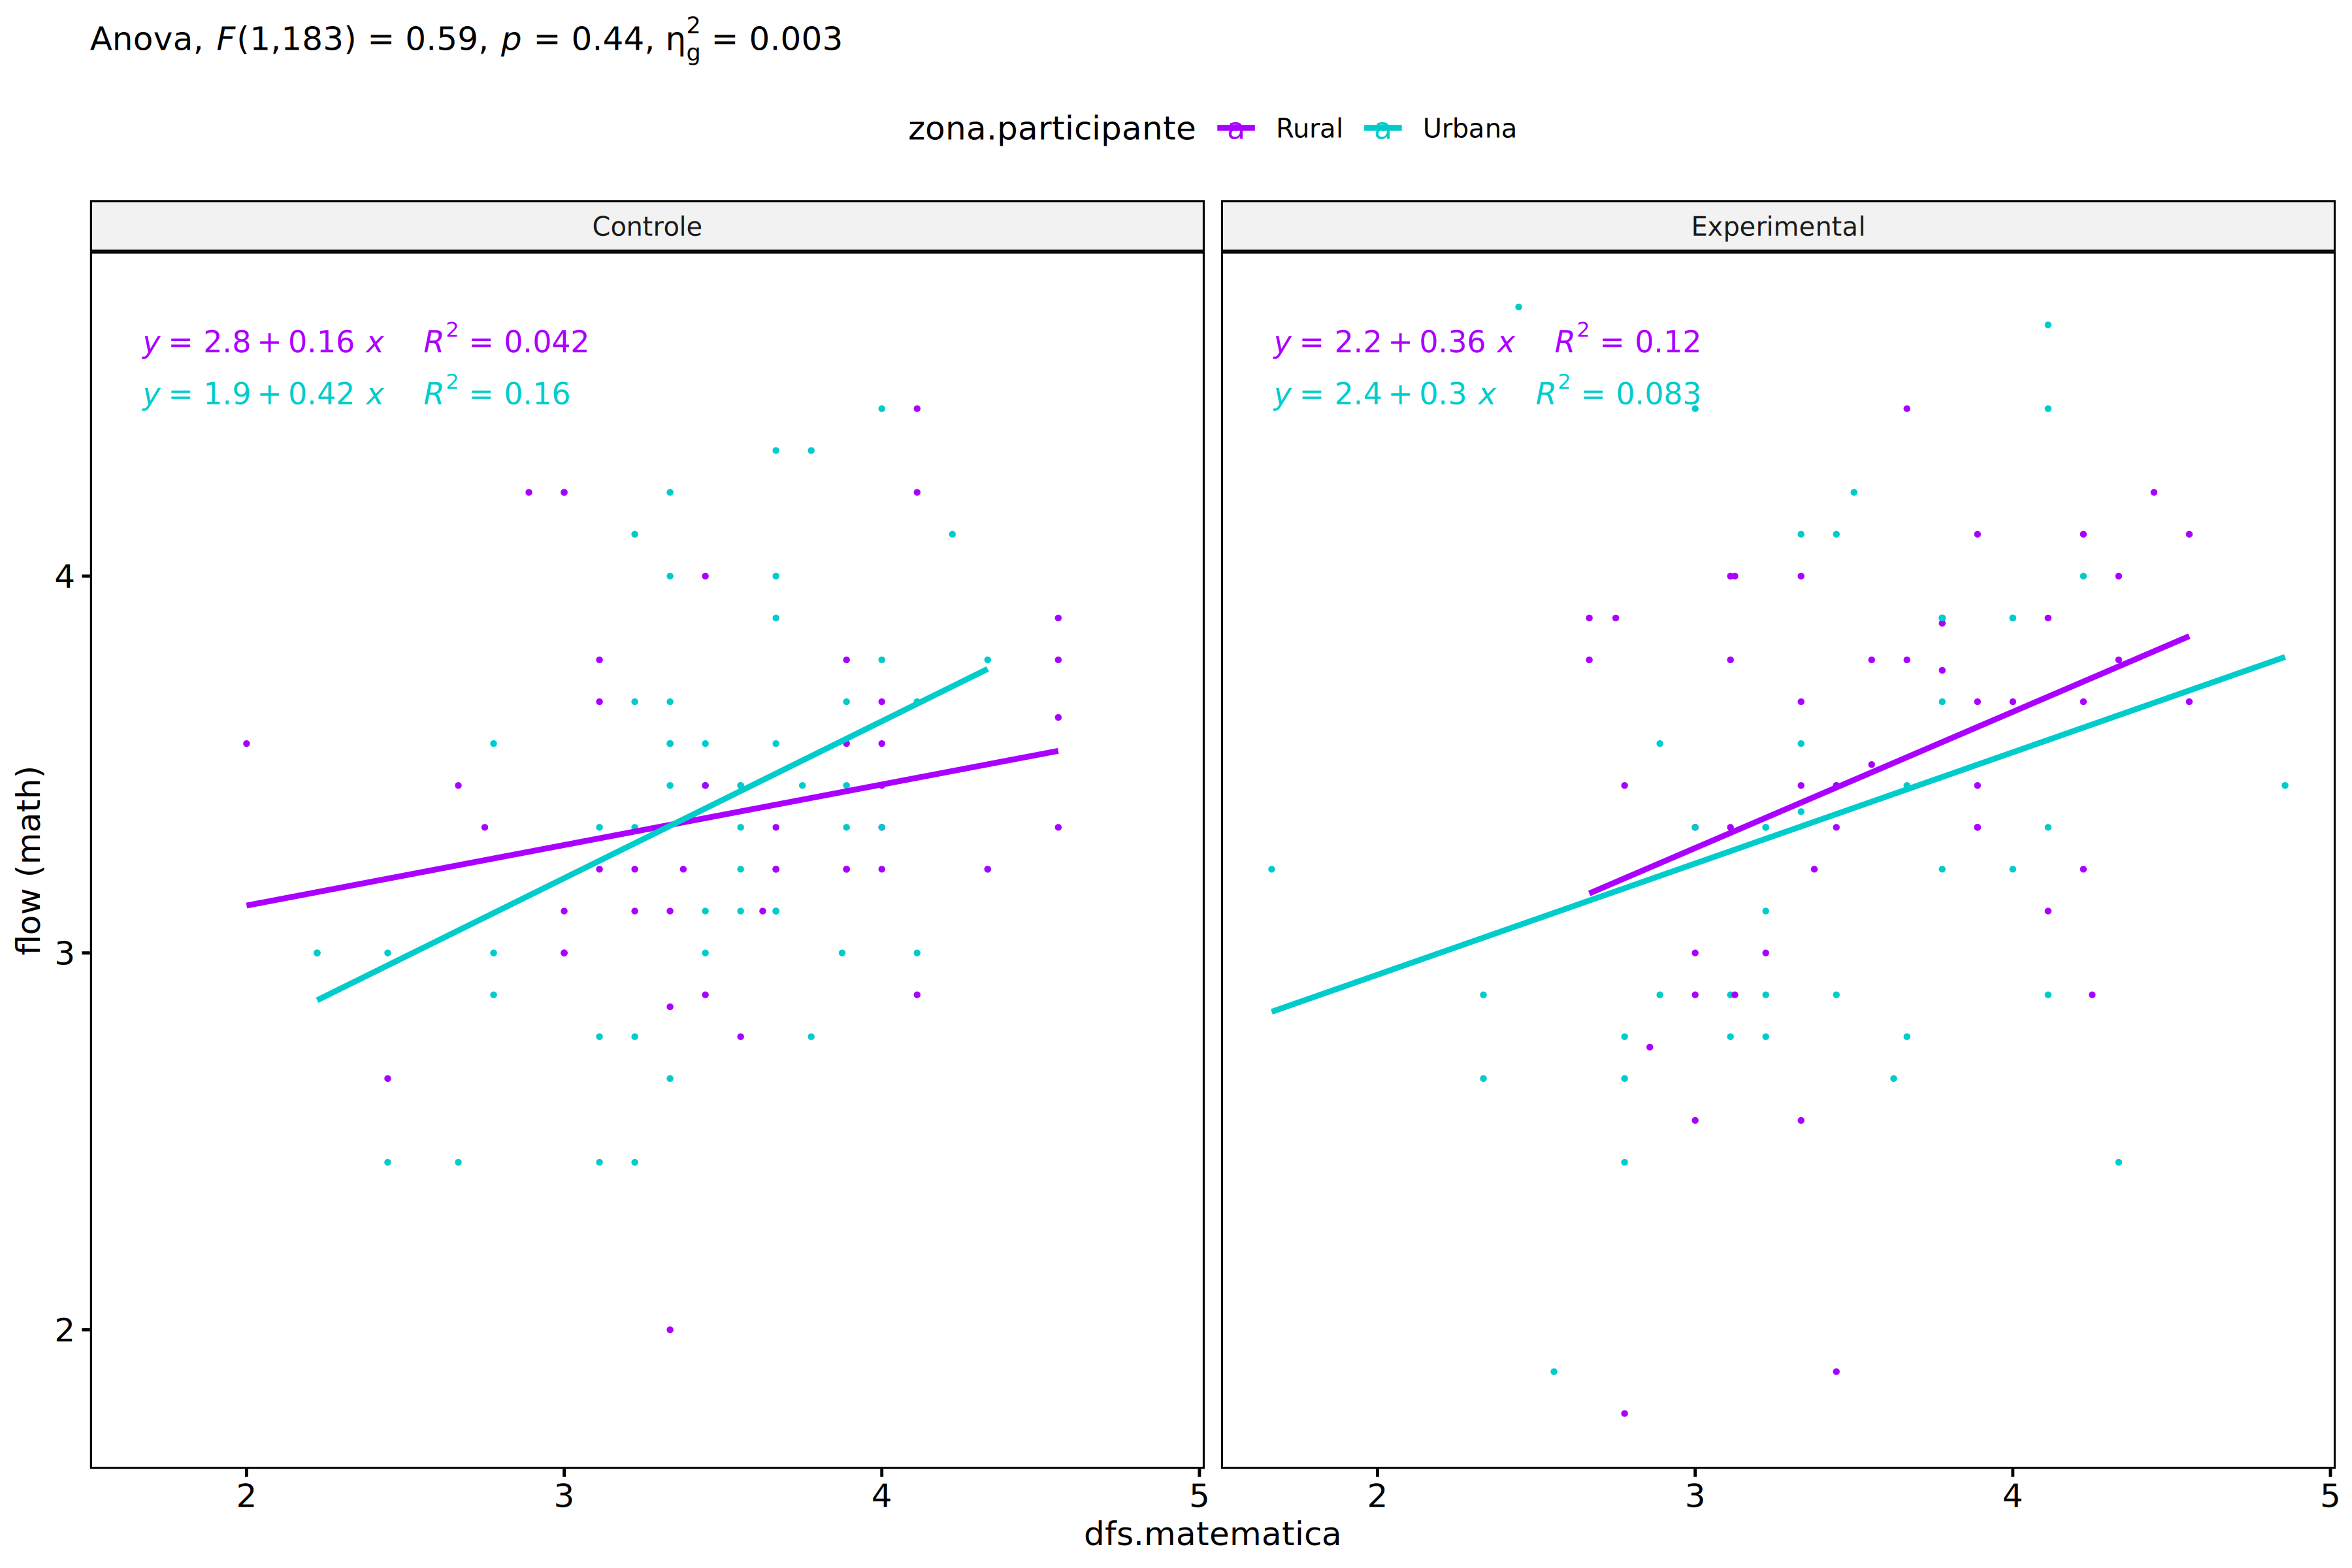 Anova, F(1,183) = 0.59, p = 0.44, η²g = 0.003
zona.participante a Rural a Urbana
Controle
Experimental
y = 2.8 + 0.16 x R² = 0.042
y = 1.9 + 0.42 x R² = 0.16
y = 2.2 + 0.36 x R² = 0.12
y = 2.4 + 0.3 x R² = 0.083
flow (math)
4
3
2
2 3 4 5
2 3 4 5
dfs.matematica